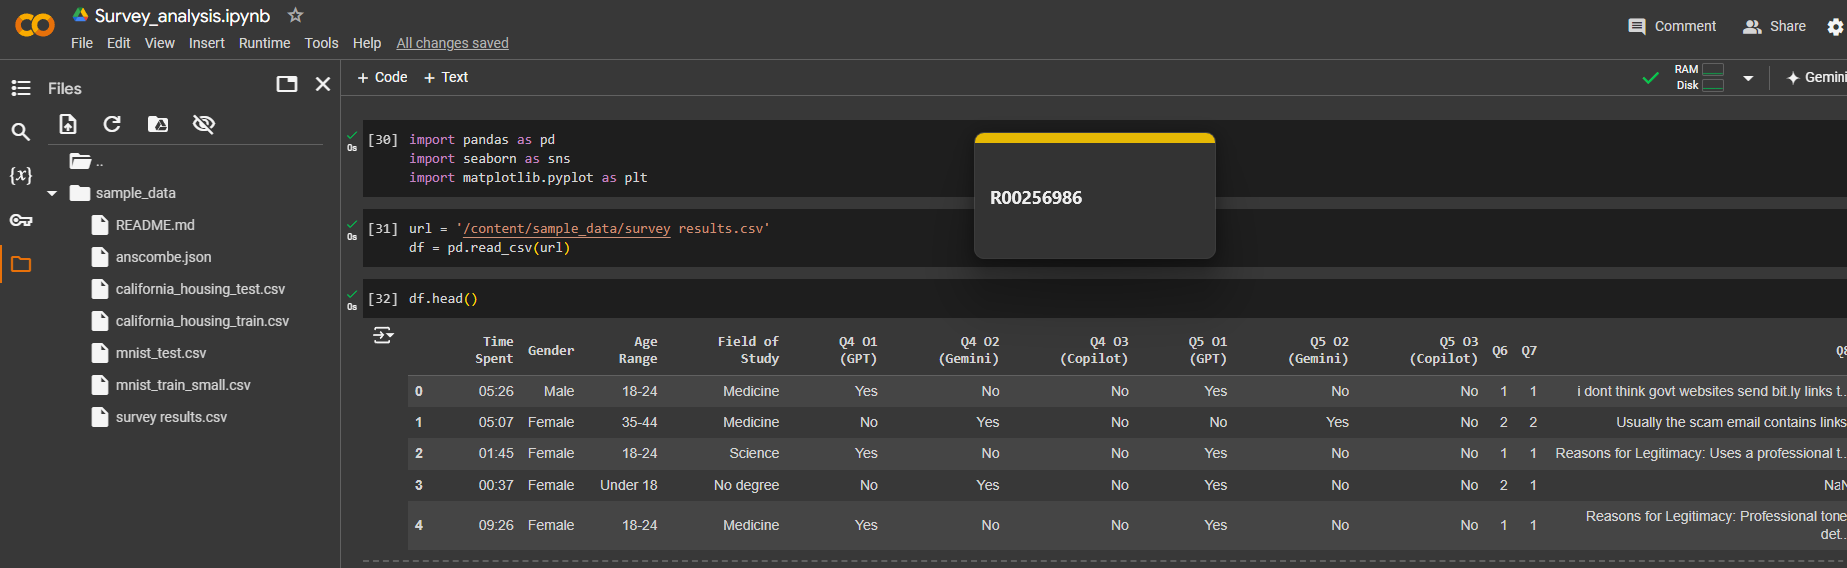 Survey_analysis.ipynb
File Edit View Insert Runtime Tools Help All changes saved
Comment Share
Files
+ Code + Text
RAM
Disk
Gemini
..
sample_data
README.md
anscombe.json
california_housing_test.csv
california_housing_train.csv
mnist_test.csv
mnist_train_small.csv
survey results.csv
{x}
0s
[30] import pandas as pd
import seaborn as sns
import matplotlib.pyplot as plt
R00256986
0s
[31] url = '/content/sample_data/survey results.csv'
df = pd.read_csv(url)
0s
[32] df.head()
Time Spent Gender Age Range Field of Study Q4 O1 (GPT) Q4 O2 (Gemini) Q4 O3 (Copilot) Q5 O1 (GPT) Q5 O2 (Gemini) Q5 O3 (Copilot) Q6 Q7 Q8
0 05:26 Male 18-24 Medicine Yes No No Yes No No 1 1 i dont think govt websites send bit.ly links t...
1 05:07 Female 35-44 Medicine No Yes No No Yes No 2 2 Usually the scam email contains links
2 01:45 Female 18-24 Science Yes No No Yes No No 1 1 Reasons for Legitimacy: Uses a professional t...
3 00:37 Female Under 18 No degree No Yes No Yes No No 2 1 NaN
4 09:26 Female 18-24 Medicine Yes No No Yes No No 1 1 Reasons for Legitimacy: Professional tone
det...